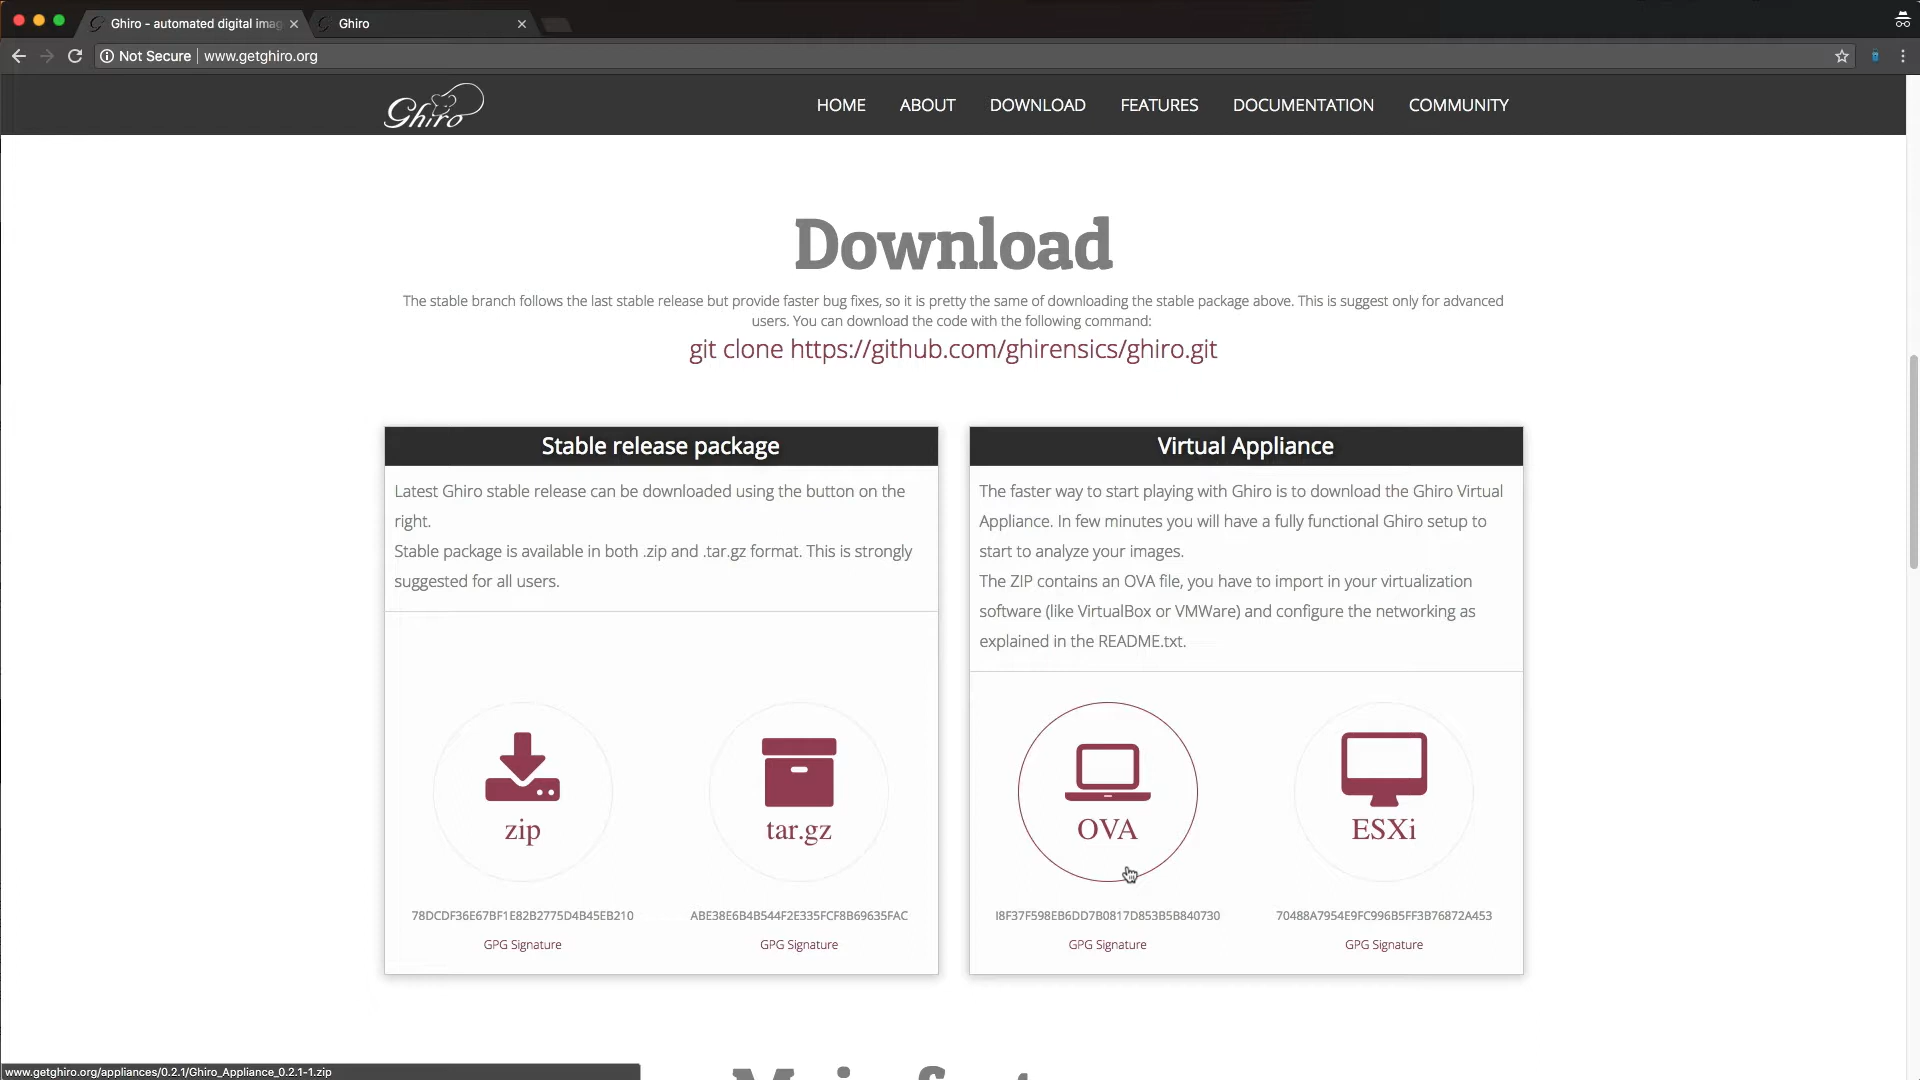 Ghiro - automated digital imag
Ghiro
Not Secure
www.getghiro.org
Ghiro
HOME
ABOUT
DOWNLOAD
FEATURES
DOCUMENTATION
COMMUNITY
Download
The stable branch follows the last stable release but provide faster bug fixes, so it is pretty the same of downloading the stable package above. This is suggest only for advanced
users. You can download the code with the following command:
git clone https://github.com/ghirensics/ghiro.git
Stable release package
Latest Ghiro stable release can be downloaded using the button on the
right.
Stable package is available in both .zip and .tar.gz format. This is strongly
suggested for all users.
zip
tar.gz
78DCDF36E67BF1E82B2775D4B45EB210
ABE38E6B4B544F2E335FCF8B69635FAC
GPG Signature
GPG Signature
Virtual Appliance
The faster way to start playing with Ghiro is to download the Ghiro Virtual
Appliance. In few minutes you will have a fully functional Ghiro setup to
start to analyze your images.
The ZIP contains an OVA file, you have to import in your virtualization
software (like VirtualBox or VMWare) and configure the networking as
explained in the README.txt.
OVA
ESXi
I8F37F598EB6DD7B0817D853B5B840730
70488A7954E9FC996B5FF3B76872A453
GPG Signature
GPG Signature
www.getghiro.org/appliances/0.2.1/Ghiro_Appliance_0.2.1-1.zip